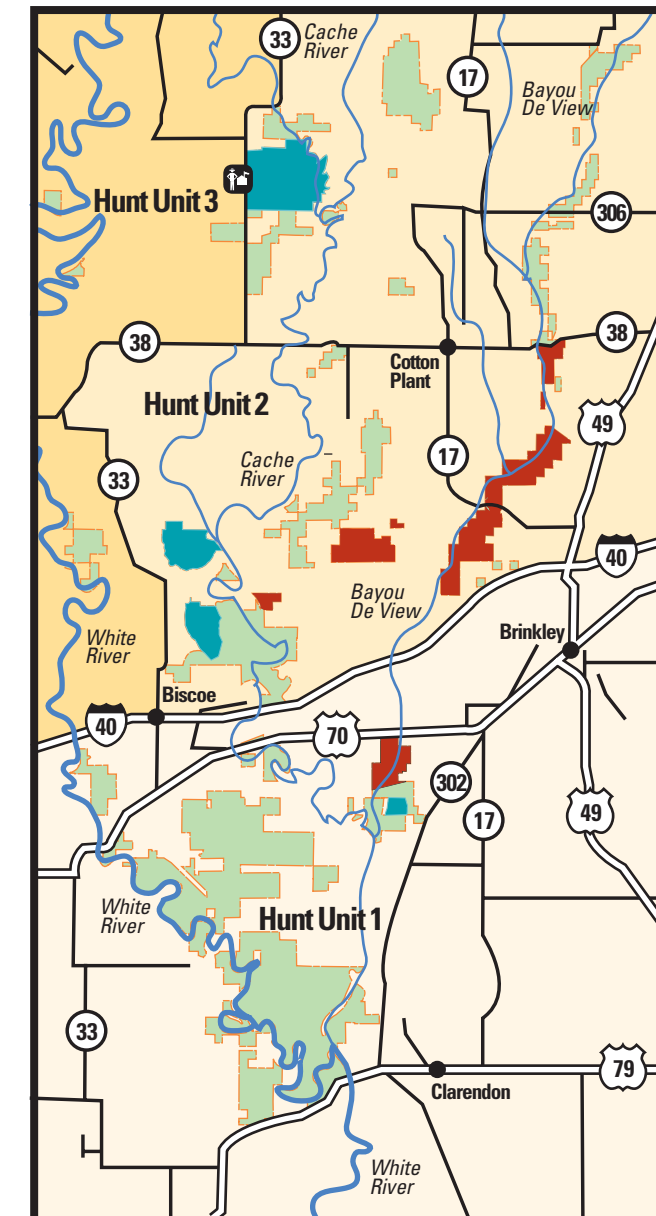 33
Cache
River
17
Bayou
De View
Hunt Unit 3
306
38
38
Cotton
Plant
Hunt Unit 2
49
17
Cache
River
33
40
Bayou
De View
White
River
Brinkley
Biscoe
40
70
302
49
17
White
River
Hunt Unit 1
33
79
Clarendon
White
River